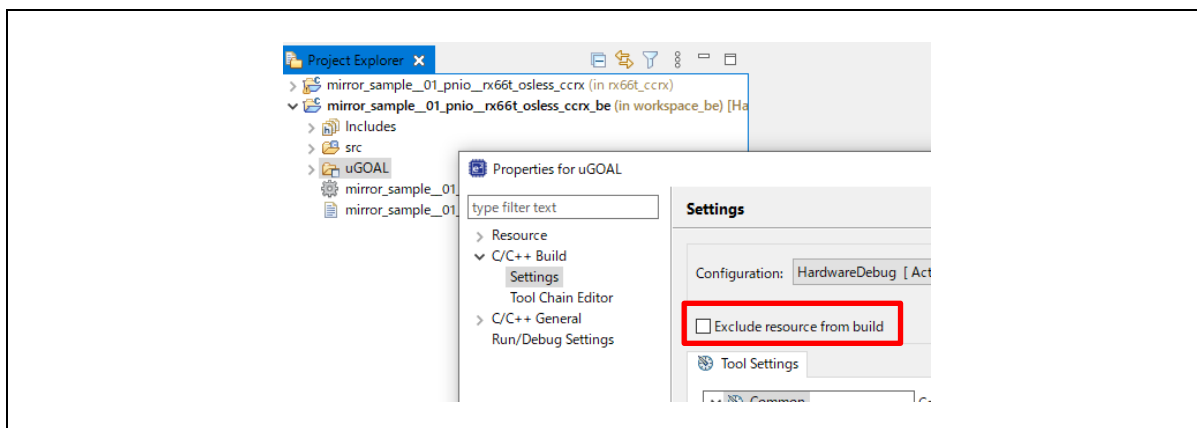 Project Explorer
mirror_sample__01_pnio__rx66t_osless_ccrx (in rx66t_ccrx)
mirror_sample__01_pnio__rx66t_osless_ccrx_be (in workspace_be) [Ha
Includes
src
uGOAL
mirror_sample__01_
mirror_sample__01_
Properties for uGOAL
type filter text
Resource
C/C++ Build
Settings
Tool Chain Editor
C/C++ General
Run/Debug Settings
Settings
Configuration: HardwareDebug [ Act
Exclude resource from build
Tool Settings
Common